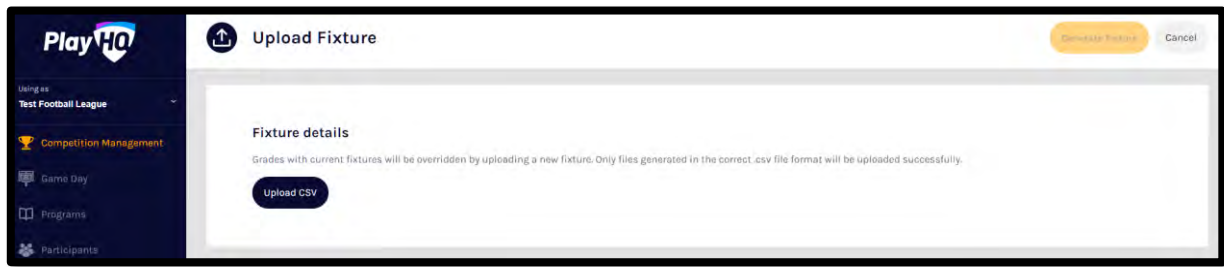 PlayHQ
Upload Fixture
Generate Fixture
Cancel
Using as
Test Football League
Competition Management
Game Day
Programs
Participants
Fixture details
Grades with current fixtures will be overridden by uploading a new fixture. Only files generated in the correct .csv file format will be uploaded successfully.
Upload CSV